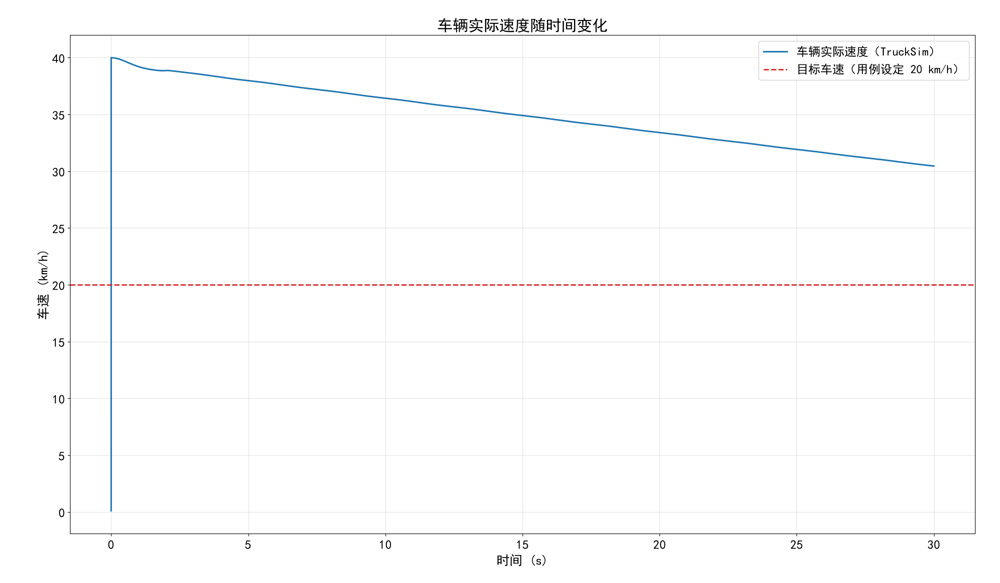 车辆实际速度随时间变化
车辆实际速度（TruckSim）
目标车速（用例设定 20 km/h）
40
35
30
25
20
15
10
5
0
车速 (km/h)
0 5 10 15 20 25 30
时间 (s)